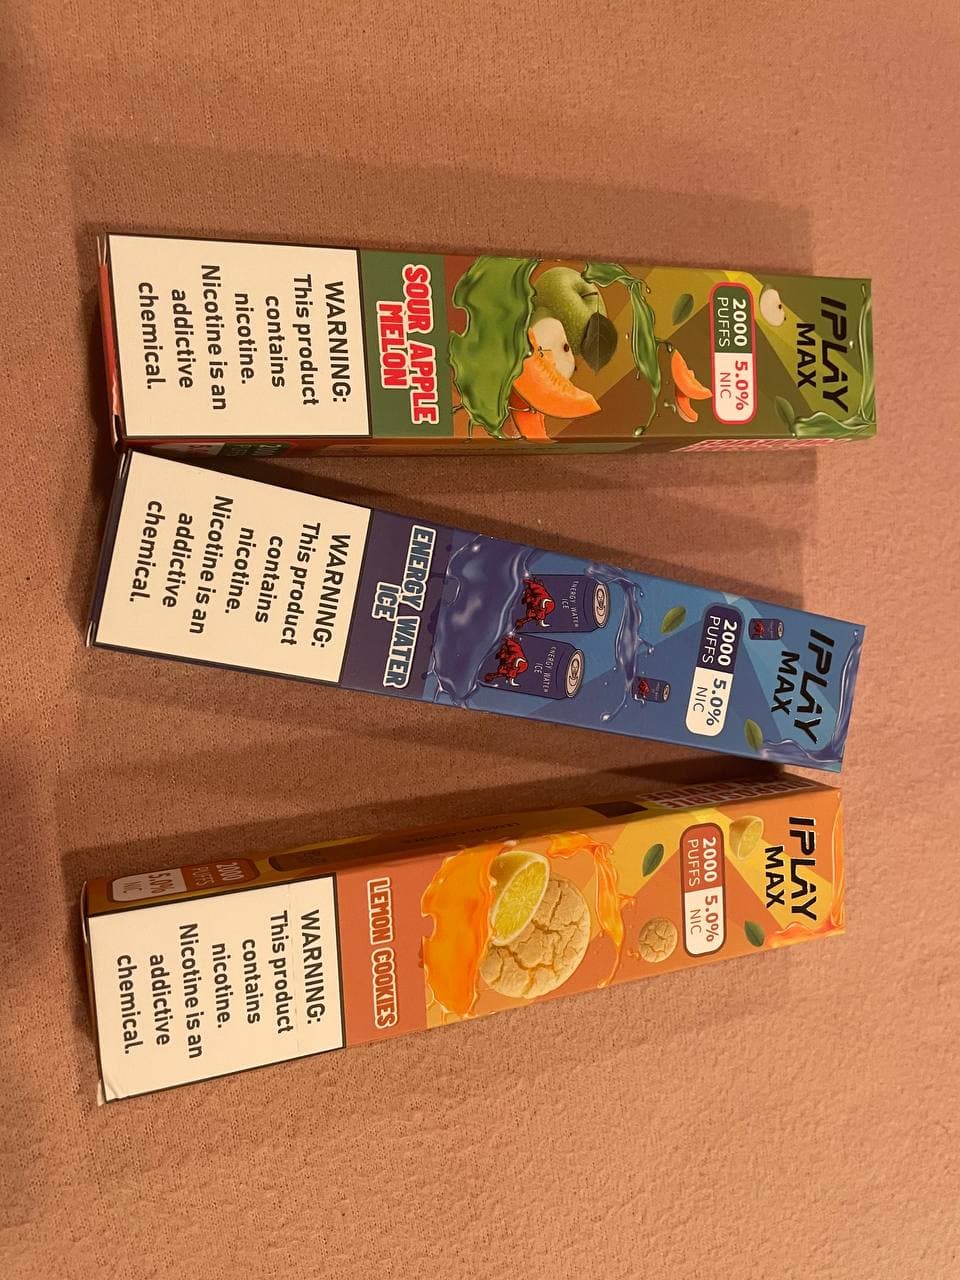 IPLAY
MAX
2000
PUFFS
5.0%
NIC
SOUR APPLE
MELON
WARNING:
This product
contains
nicotine.
Nicotine is an
addictive
chemical.
IPLAY
MAX
2000
PUFFS
5.0%
NIC
ENERGY WATER
ICE
ENERGY WATER
ICE
ENERGY WATER
ICE
WARNING:
This product
contains
nicotine.
Nicotine is an
addictive
chemical.
IPLAY
MAX
2000
PUFFS
5.0%
NIC
LEMON COOKIES
2000
PUFFS
5.0%
NIC
WARNING:
This product
contains
nicotine.
Nicotine is an
addictive
chemical.